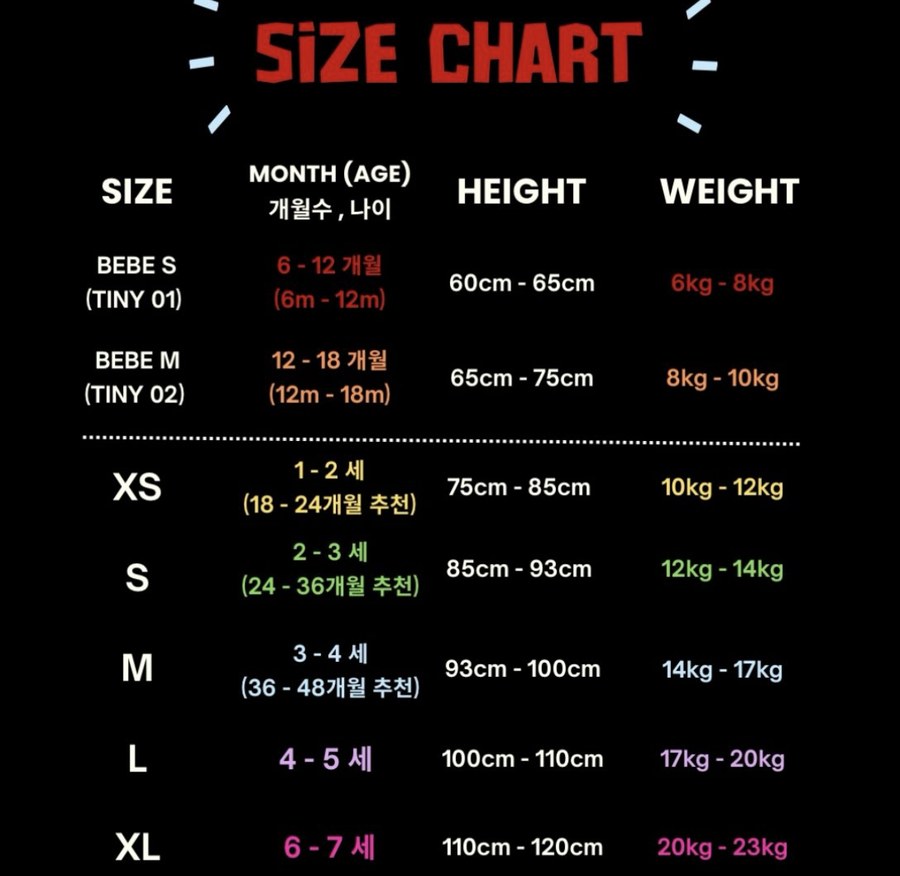 SiZE CHART
SIZE
MONTH (AGE)
개월수 , 나이
HEIGHT
WEIGHT
BEBE S
(TINY 01)
6 - 12 개월
(6m - 12m)
60cm - 65cm
6kg - 8kg
BEBE M
(TINY 02)
12 - 18 개월
(12m - 18m)
65cm - 75cm
8kg - 10kg
XS
1 - 2 세
(18 - 24개월 추천)
75cm - 85cm
10kg - 12kg
S
2 - 3 세
(24 - 36개월 추천)
85cm - 93cm
12kg - 14kg
M
3 - 4 세
(36 - 48개월 추천)
93cm - 100cm
14kg - 17kg
L
4 - 5 세
100cm - 110cm
17kg - 20kg
XL
6 - 7 세
110cm - 120cm
20kg - 23kg